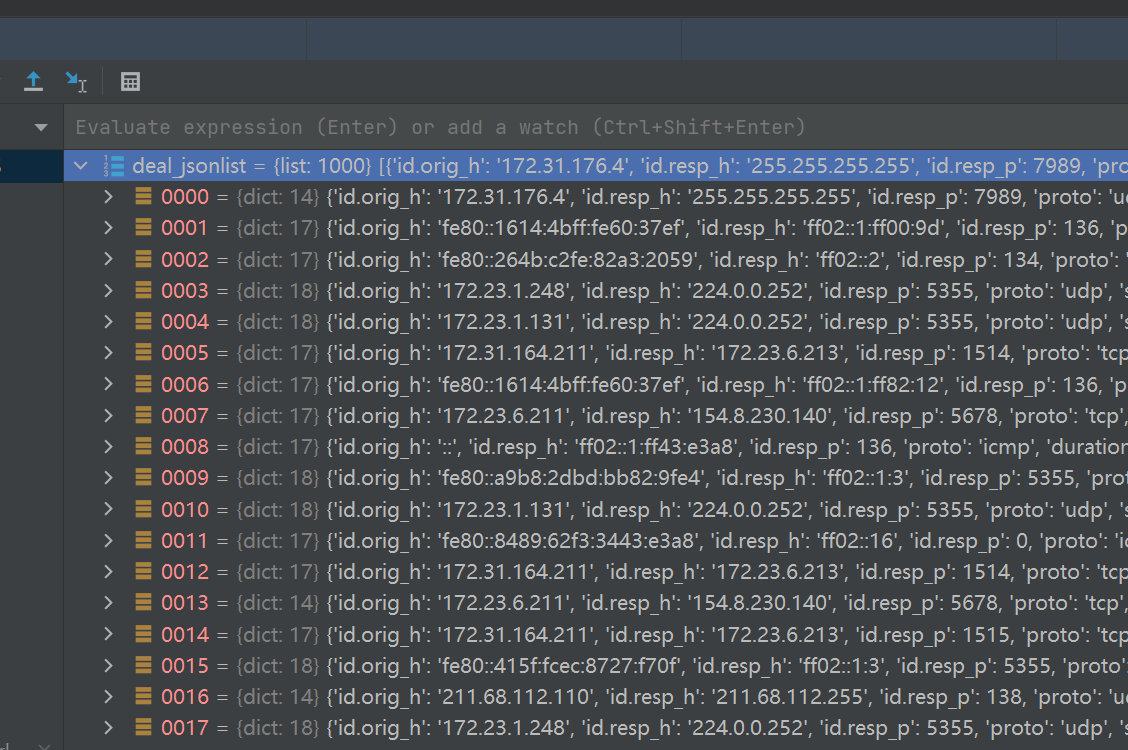 Evaluate expression (Enter) or add a watch (Ctrl+Shift+Enter)
deal_jsonlist = {list: 1000} [{'id.orig_h': '172.31.176.4', 'id.resp_h': '255.255.255.255', 'id.resp_p': 7989, 'pro
0000 = {dict: 14} {'id.orig_h': '172.31.176.4', 'id.resp_h': '255.255.255.255', 'id.resp_p': 7989, 'proto': 'u
0001 = {dict: 17} {'id.orig_h': 'fe80::1614:4bff:fe60:37ef', 'id.resp_h': 'ff02::1:ff00:9d', 'id.resp_p': 136, 'p
0002 = {dict: 17} {'id.orig_h': 'fe80::264b:c2fe:82a3:2059', 'id.resp_h': 'ff02::2', 'id.resp_p': 134, 'proto': '
0003 = {dict: 18} {'id.orig_h': '172.23.1.248', 'id.resp_h': '224.0.0.252', 'id.resp_p': 5355, 'proto': 'udp', 's
0004 = {dict: 18} {'id.orig_h': '172.23.1.131', 'id.resp_h': '224.0.0.252', 'id.resp_p': 5355, 'proto': 'udp', 's
0005 = {dict: 17} {'id.orig_h': '172.31.164.211', 'id.resp_h': '172.23.6.213', 'id.resp_p': 1514, 'proto': 'tcp
0006 = {dict: 17} {'id.orig_h': 'fe80::1614:4bff:fe60:37ef', 'id.resp_h': 'ff02::1:ff82:12', 'id.resp_p': 136, 'p
0007 = {dict: 17} {'id.orig_h': '172.23.6.211', 'id.resp_h': '154.8.230.140', 'id.resp_p': 5678, 'proto': 'tcp',
0008 = {dict: 17} {'id.orig_h': '::', 'id.resp_h': 'ff02::1:ff43:e3a8', 'id.resp_p': 136, 'proto': 'icmp', 'duration
0009 = {dict: 18} {'id.orig_h': 'fe80::a9b8:2dbd:bb82:9fe4', 'id.resp_h': 'ff02::1:3', 'id.resp_p': 5355, 'prot
0010 = {dict: 18} {'id.orig_h': '172.23.1.131', 'id.resp_h': '224.0.0.252', 'id.resp_p': 5355, 'proto': 'udp', 's
0011 = {dict: 17} {'id.orig_h': 'fe80::8489:62f3:3443:e3a8', 'id.resp_h': 'ff02::16', 'id.resp_p': 0, 'proto': 'ic
0012 = {dict: 17} {'id.orig_h': '172.31.164.211', 'id.resp_h': '172.23.6.213', 'id.resp_p': 1514, 'proto': 'tcp
0013 = {dict: 14} {'id.orig_h': '172.23.6.211', 'id.resp_h': '154.8.230.140', 'id.resp_p': 5678, 'proto': 'tcp',
0014 = {dict: 17} {'id.orig_h': '172.31.164.211', 'id.resp_h': '172.23.6.213', 'id.resp_p': 1515, 'proto': 'tcp
0015 = {dict: 18} {'id.orig_h': 'fe80::415f:fcec:8727:f70f', 'id.resp_h': 'ff02::1:3', 'id.resp_p': 5355, 'proto'
0016 = {dict: 14} {'id.orig_h': '211.68.112.110', 'id.resp_h': '211.68.112.255', 'id.resp_p': 138, 'proto': 'u
0017 = {dict: 18} {'id.orig_h': '172.23.1.248', 'id.resp_h': '224.0.0.252', 'id.resp_p': 5355, 'proto': 'udp', 's